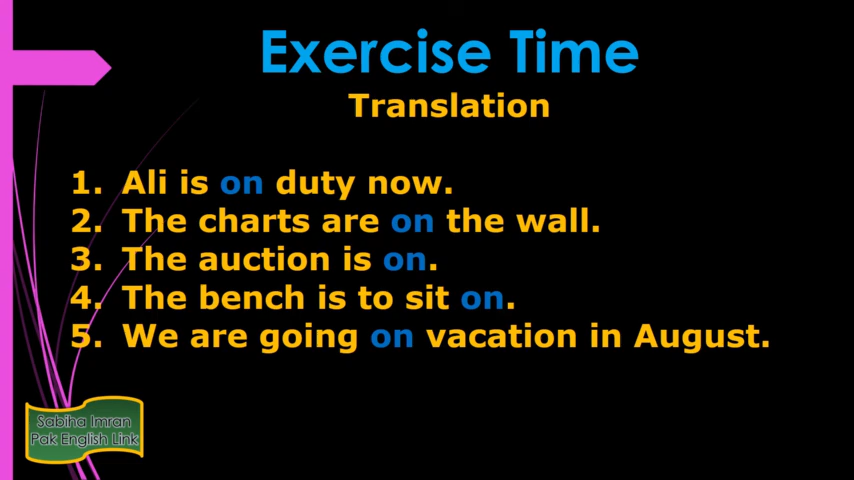 Exercise Time
Translation
1. Ali is on duty now.
2. The charts are on the wall.
3. The auction is on.
4. The bench is to sit on.
5. We are going on vacation in August.
Sabiha Imran
Pak English Link